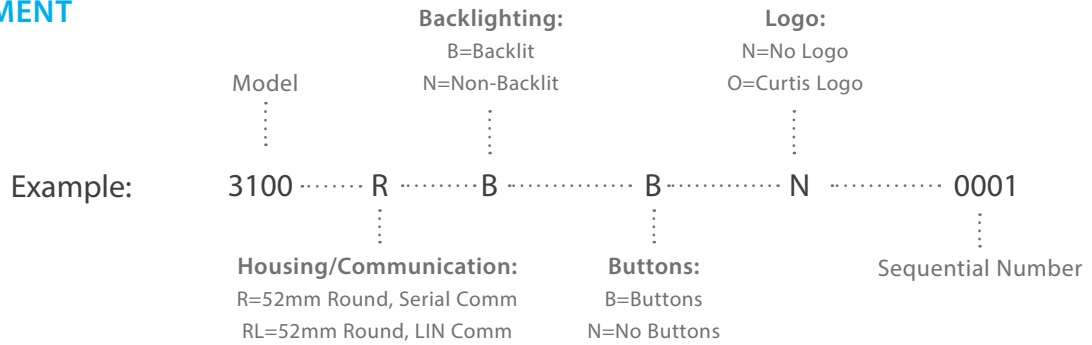 MENT
Backlighting:
B=Backlit
N=Non-Backlit
Logo:
N=No Logo
O=Curtis Logo
Model
Example:
3100 R B B N 0001
Housing/Communication:
R=52mm Round, Serial Comm
RL=52mm Round, LIN Comm
Buttons:
B=Buttons
N=No Buttons
Sequential Number